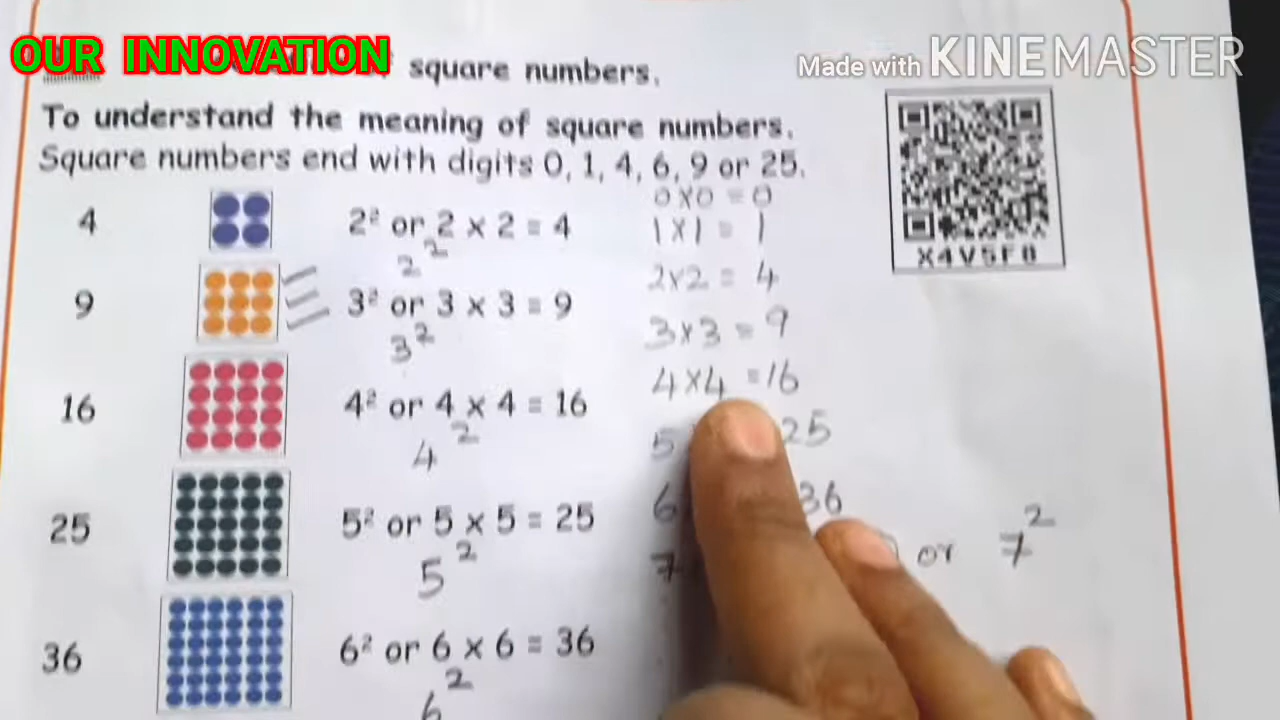 OUR INNOVATION
square numbers.
Made with KINEMASTER
To understand the meaning of square numbers.
Square numbers end with digits 0, 1, 4, 6, 9 or 25.
X4V5F8
0x0 = 0
4 2² or 2 x 2 = 4 1x1 = 1
2²
2x2 = 4
9 3² or 3 x 3 = 9 3x3 = 9
3²
16 4² or 4 x 4 = 16 4x4 = 16
4²
5 25
25 5² or 5 x 5 = 25 6 36
5²
7 or 7²
36 6² or 6 x 6 = 36
6²